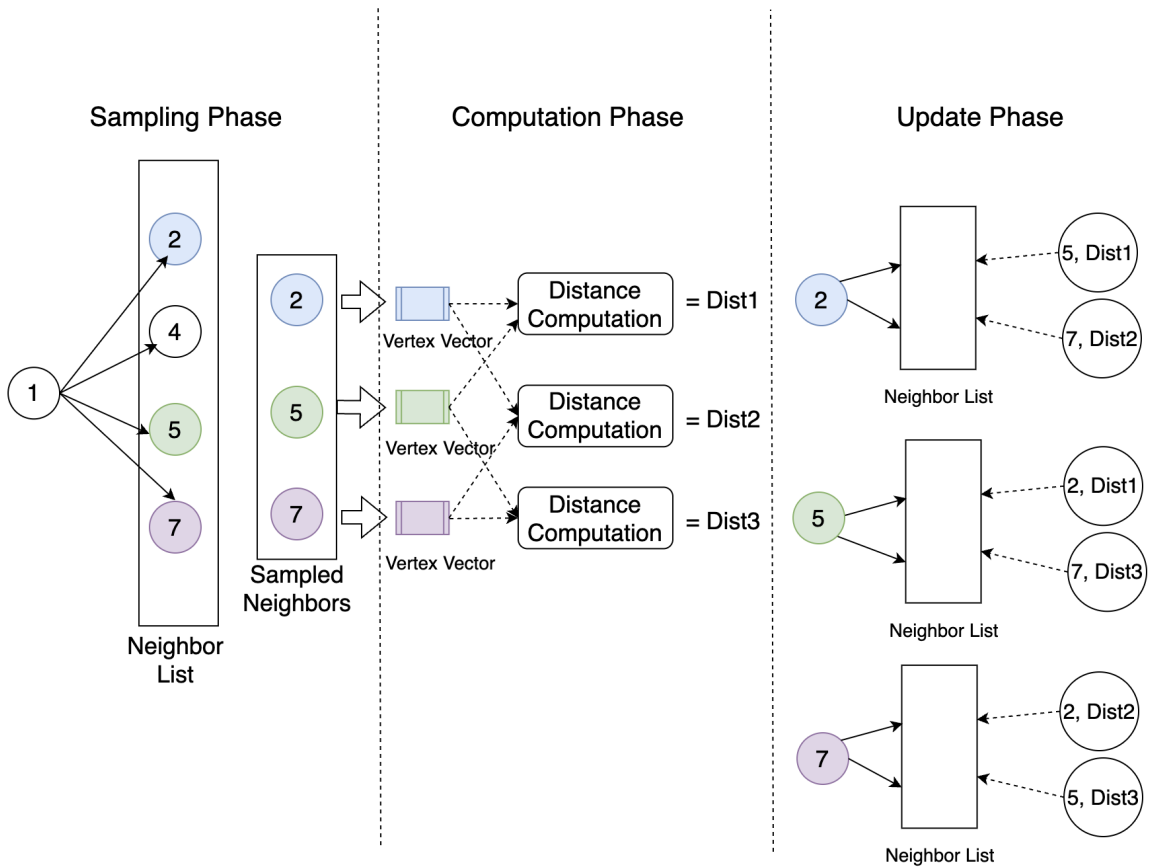 Sampling Phase
Computation Phase
Update Phase
1
2
4
5
7
Neighbor
List
2
5
7
Sampled
Neighbors
Vertex Vector
Vertex Vector
Vertex Vector
Distance
Computation
= Dist1
Distance
Computation
= Dist2
Distance
Computation
= Dist3
2
5, Dist1
7, Dist2
Neighbor List
5
2, Dist1
7, Dist3
Neighbor List
7
2, Dist2
5, Dist3
Neighbor List